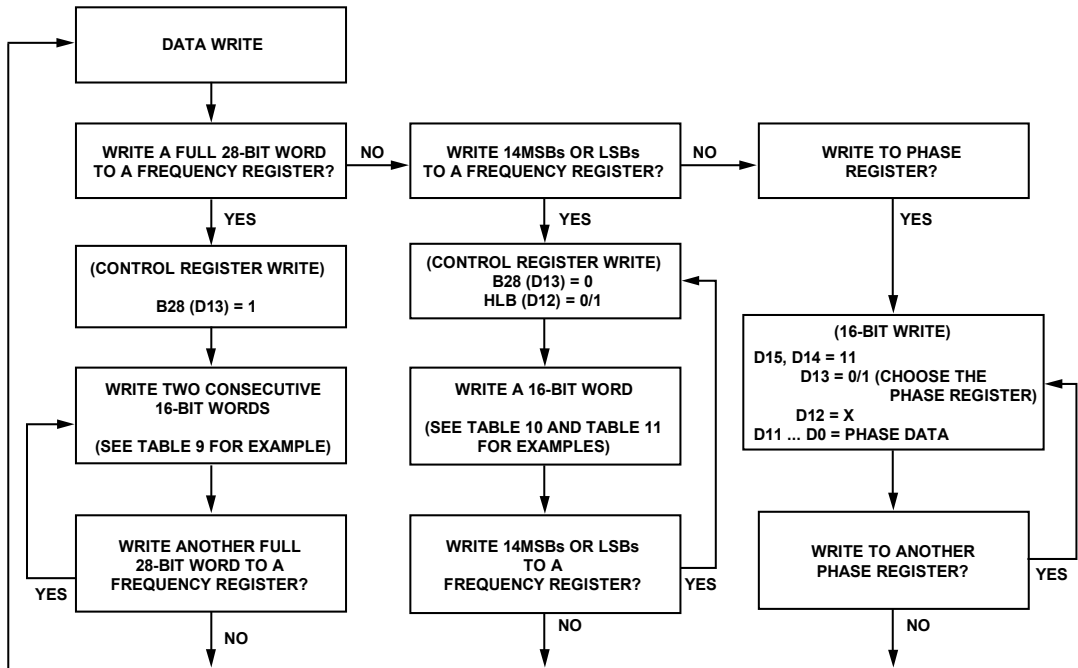 DATA WRITE
WRITE A FULL 28-BIT WORD
TO A FREQUENCY REGISTER?
NO
WRITE 14MSBs OR LSBs
TO A FREQUENCY REGISTER?
NO
WRITE TO PHASE
REGISTER?
YES
YES
YES
(CONTROL REGISTER WRITE)
B28 (D13) = 1
(CONTROL REGISTER WRITE)
B28 (D13) = 0
HLB (D12) = 0/1
(16-BIT WRITE)
D15, D14 = 11
D13 = 0/1 (CHOOSE THE
PHASE REGISTER)
D12 = X
D11 ... D0 = PHASE DATA
WRITE TWO CONSECUTIVE
16-BIT WORDS
(SEE TABLE 9 FOR EXAMPLE)
WRITE A 16-BIT WORD
(SEE TABLE 10 AND TABLE 11
FOR EXAMPLES)
WRITE ANOTHER FULL
28-BIT WORD TO A
FREQUENCY REGISTER?
YES
WRITE 14MSBs OR LSBs
TO A
FREQUENCY REGISTER?
YES
WRITE TO ANOTHER
PHASE REGISTER?
YES
NO
NO
NO